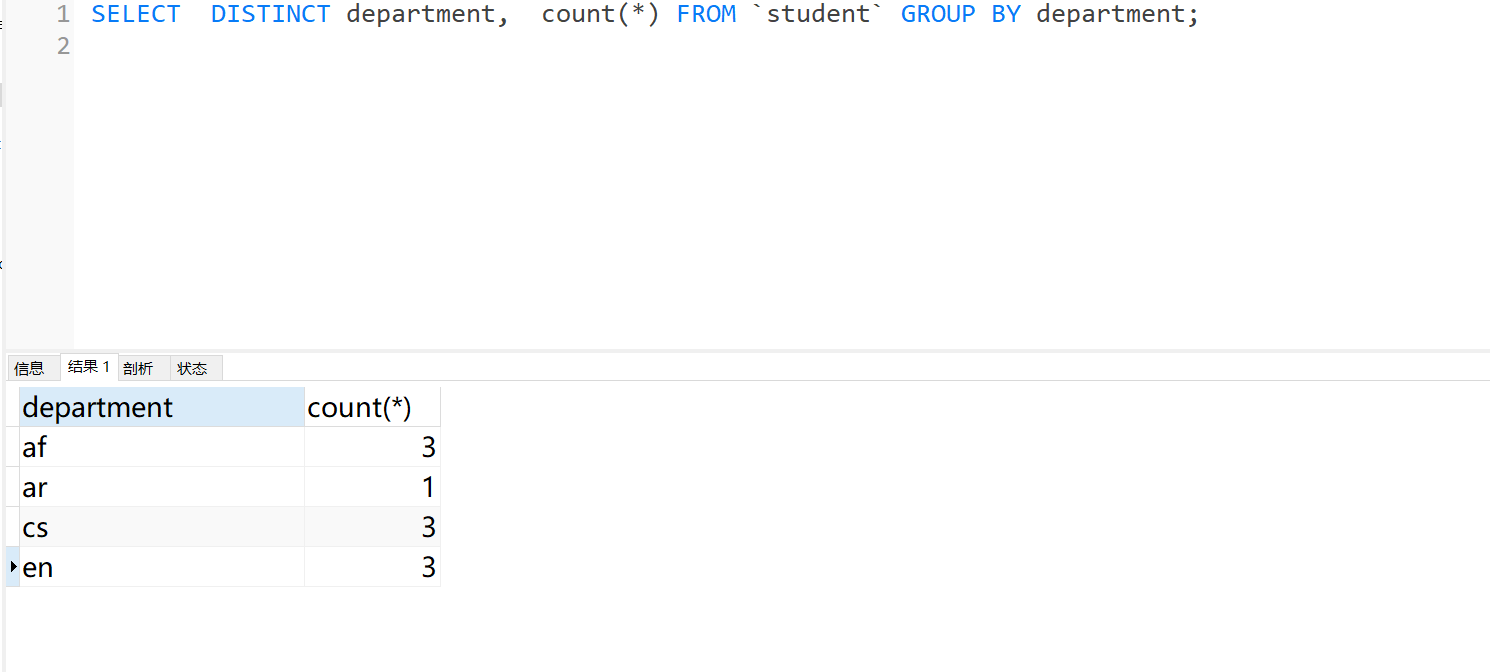 1 SELECT  DISTINCT department,  count(*) FROM `student` GROUP BY department;
2
信息 结果 1 剖析 状态
department count(*)
af 3
ar 1
cs 3
en 3